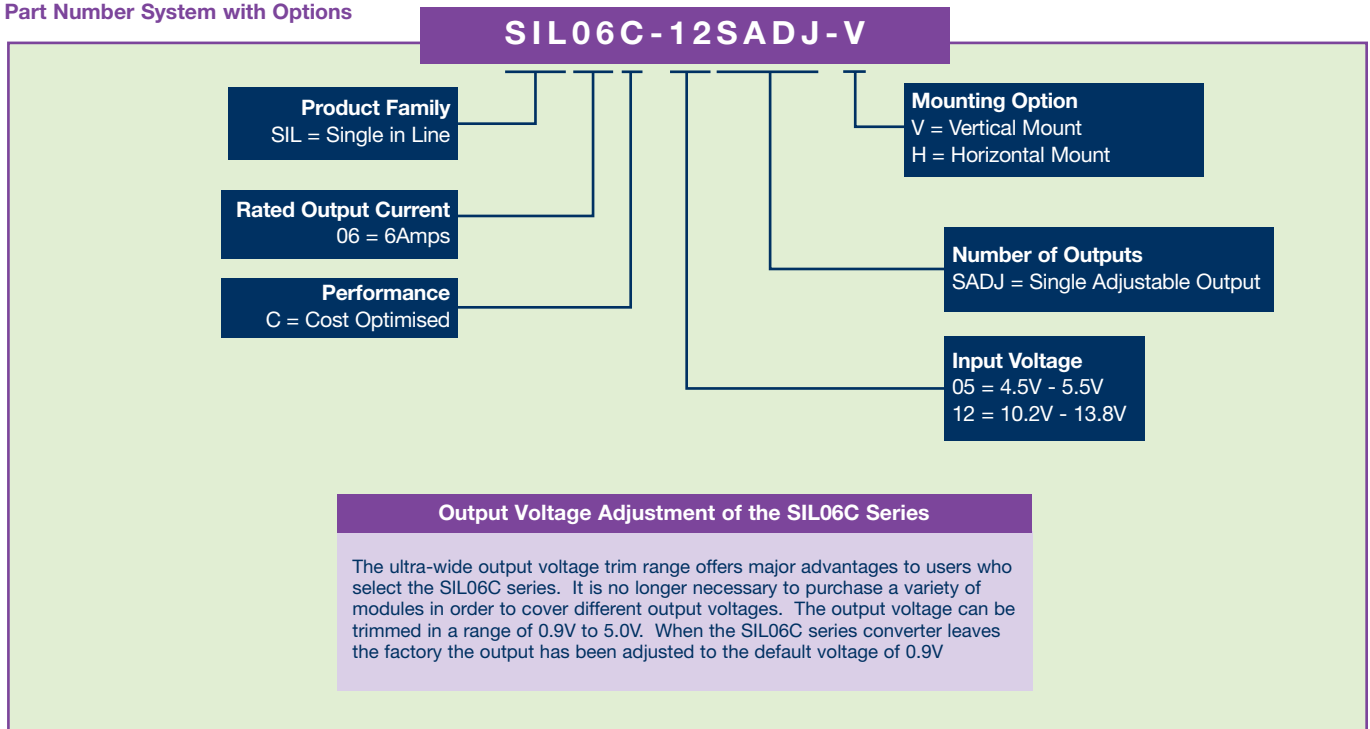 Part Number System with Options
SIL06C-12SADJ-V
Product Family
SIL = Single in Line
Rated Output Current
06 = 6Amps
Performance
C = Cost Optimised
Mounting Option
V = Vertical Mount
H = Horizontal Mount
Number of Outputs
SADJ = Single Adjustable Output
Input Voltage
05 = 4.5V - 5.5V
12 = 10.2V - 13.8V
Output Voltage Adjustment of the SIL06C Series
The ultra-wide output voltage trim range offers major advantages to users who
select the SIL06C series. It is no longer necessary to purchase a variety of
modules in order to cover different output voltages. The output voltage can be
trimmed in a range of 0.9V to 5.0V. When the SIL06C series converter leaves
the factory the output has been adjusted to the default voltage of 0.9V